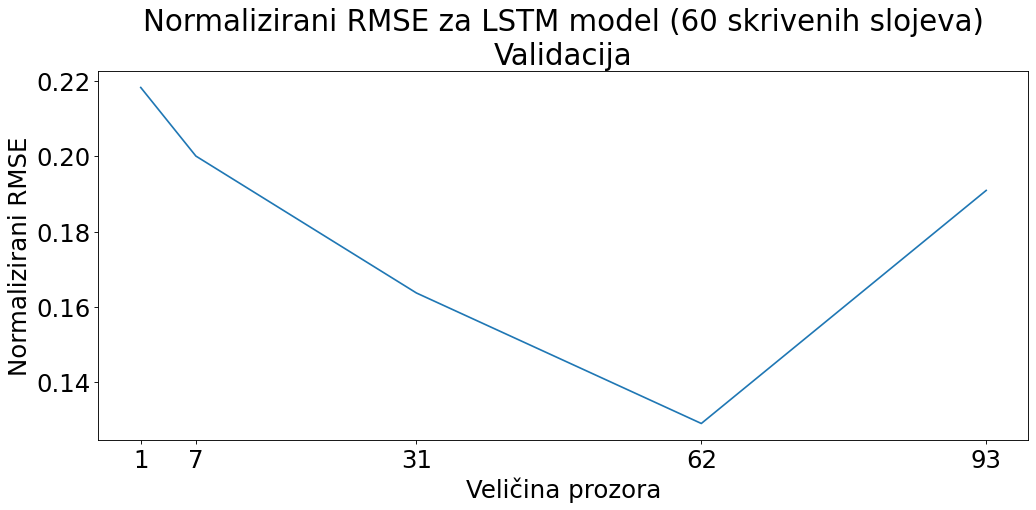 Normalizirani RMSE za LSTM model (60 skrivenih slojeva)
Validacija
Normalizirani RMSE
0.22
0.20
0.18
0.16
0.14
1 7 31 62 93
Veličina prozora